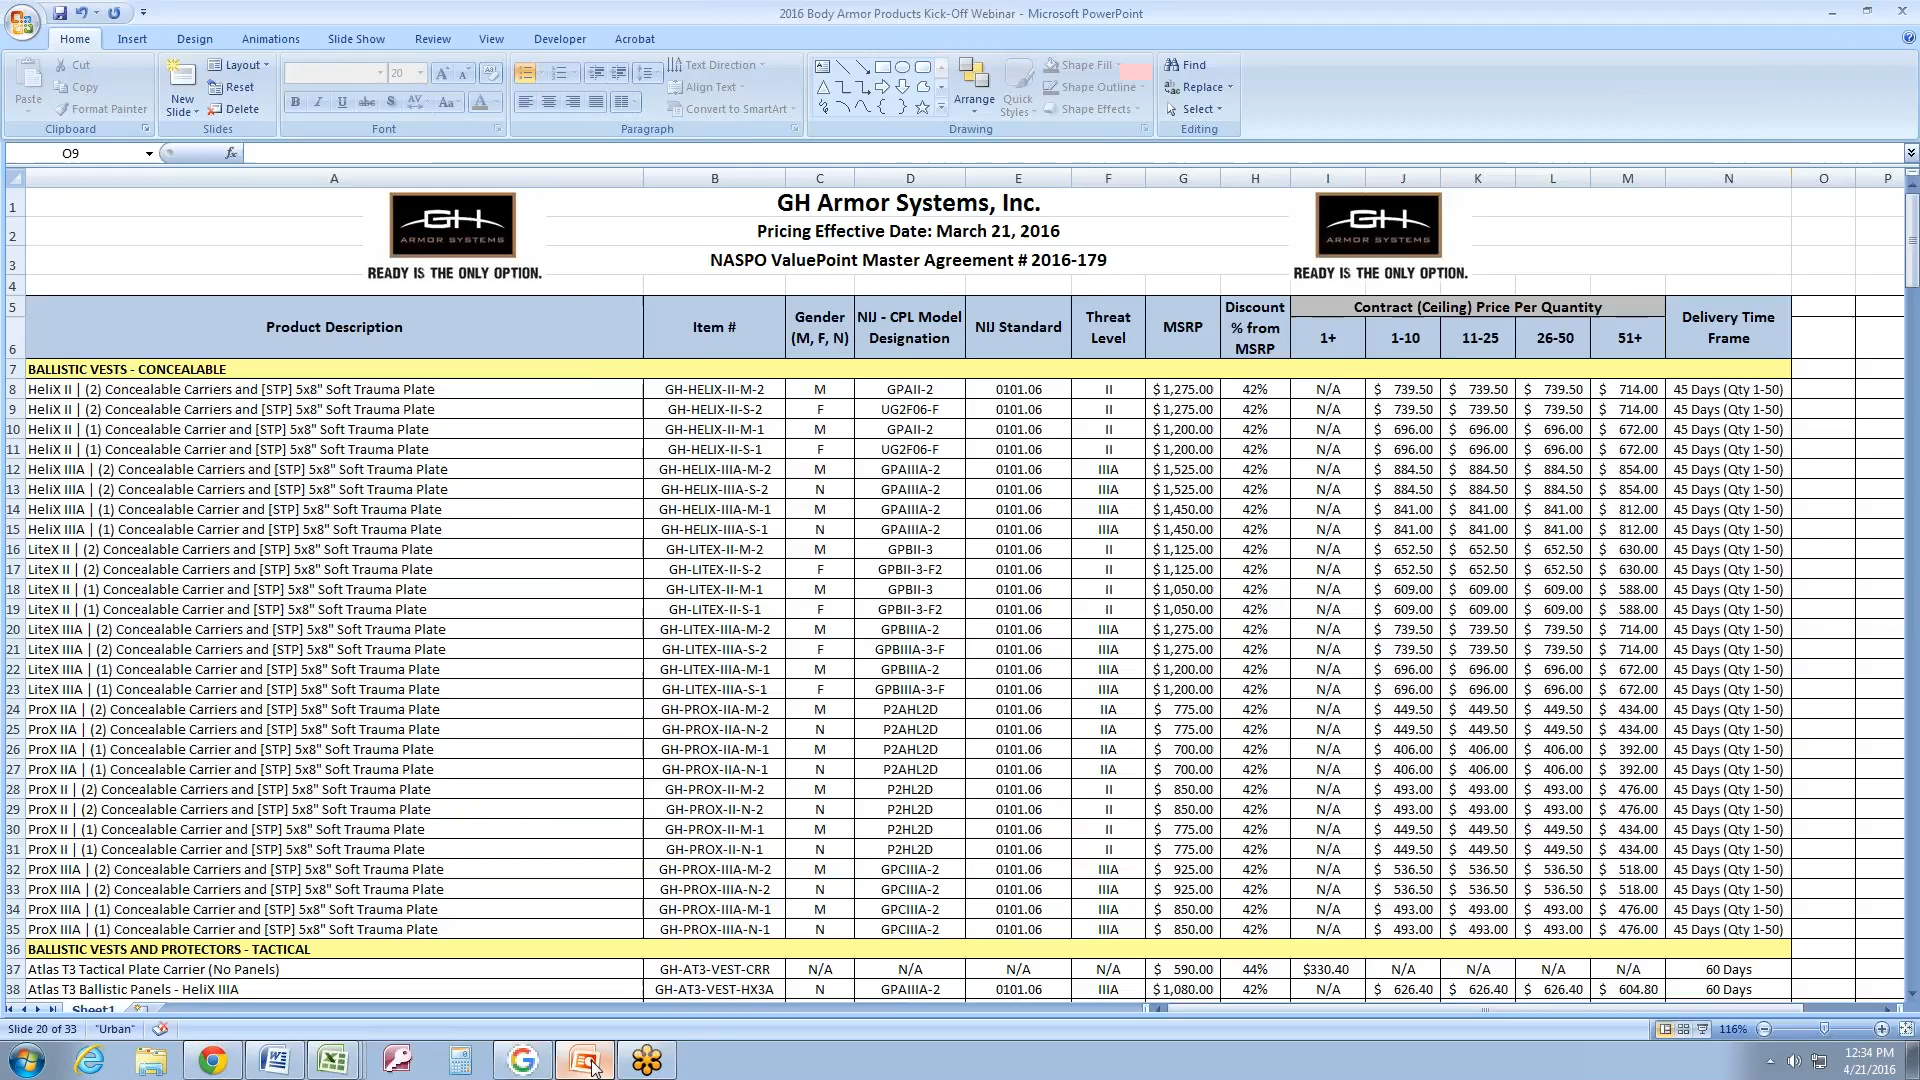 2016 Body Armor Products Kick-Off Webinar - Microsoft PowerPoint
Home Insert Design Animations Slide Show Review View Developer Acrobat
Paste Cut Copy Format Painter Clipboard
New Slide Layout Reset Delete Slides
20 Font
Text Direction Align Text Convert to SmartArt Paragraph
Arrange Quick Styles Shape Fill Shape Outline Shape Effects Drawing
Find Replace Select Editing
O9 fx
A B C D E F G H I J K L M N O P
GH ARMOR SYSTEMS
READY IS THE ONLY OPTION.
1 GH Armor Systems, Inc.
2 Pricing Effective Date: March 21, 2016
3 NASPO ValuePoint Master Agreement # 2016-179
4
GH ARMOR SYSTEMS
READY IS THE ONLY OPTION.
5 6 Product Description Item # Gender (M, F, N) NIJ - CPL Model Designation NIJ Standard Threat Level MSRP Discount % from MSRP Contract (Ceiling) Price Per Quantity 1+ 1-10 11-25 26-50 51+ Delivery Time Frame
7 BALLISTIC VESTS - CONCEALABLE
8 HeliX II | (2) Concealable Carriers and [STP] 5x8" Soft Trauma Plate GH-HELIX-II-M-2 M GPAII-2 0101.06 II $ 1,275.00 42% N/A $ 739.50 $ 739.50 $ 739.50 $ 714.00 45 Days (Qty 1-50)
9 HeliX II | (2) Concealable Carriers and [STP] 5x8" Soft Trauma Plate GH-HELIX-II-S-2 F UG2F06-F 0101.06 II $ 1,275.00 42% N/A $ 739.50 $ 739.50 $ 739.50 $ 714.00 45 Days (Qty 1-50)
10 HeliX II | (1) Concealable Carrier and [STP] 5x8" Soft Trauma Plate GH-HELIX-II-M-1 M GPAII-2 0101.06 II $ 1,200.00 42% N/A $ 696.00 $ 696.00 $ 696.00 $ 672.00 45 Days (Qty 1-50)
11 HeliX II | (1) Concealable Carrier and [STP] 5x8" Soft Trauma Plate GH-HELIX-II-S-1 F UG2F06-F 0101.06 II $ 1,200.00 42% N/A $ 696.00 $ 696.00 $ 696.00 $ 672.00 45 Days (Qty 1-50)
12 HeliX IIIA | (2) Concealable Carriers and [STP] 5x8" Soft Trauma Plate GH-HELIX-IIIA-M-2 M GPAIIIA-2 0101.06 IIIA $ 1,525.00 42% N/A $ 884.50 $ 884.50 $ 884.50 $ 854.00 45 Days (Qty 1-50)
13 HeliX IIIA | (2) Concealable Carriers and [STP] 5x8" Soft Trauma Plate GH-HELIX-IIIA-S-2 N GPAIIIA-2 0101.06 IIIA $ 1,525.00 42% N/A $ 884.50 $ 884.50 $ 884.50 $ 854.00 45 Days (Qty 1-50)
14 HeliX IIIA | (1) Concealable Carrier and [STP] 5x8" Soft Trauma Plate GH-HELIX-IIIA-M-1 M GPAIIIA-2 0101.06 IIIA $ 1,450.00 42% N/A $ 841.00 $ 841.00 $ 841.00 $ 812.00 45 Days (Qty 1-50)
15 HeliX IIIA | (1) Concealable Carrier and [STP] 5x8" Soft Trauma Plate GH-HELIX-IIIA-S-1 N GPAIIIA-2 0101.06 IIIA $ 1,450.00 42% N/A $ 841.00 $ 841.00 $ 841.00 $ 812.00 45 Days (Qty 1-50)
16 LiteX II | (2) Concealable Carriers and [STP] 5x8" Soft Trauma Plate GH-LITEX-II-M-2 M GPBII-3 0101.06 II $ 1,125.00 42% N/A $ 652.50 $ 652.50 $ 652.50 $ 630.00 45 Days (Qty 1-50)
17 LiteX II | (2) Concealable Carriers and [STP] 5x8" Soft Trauma Plate GH-LITEX-II-S-2 F GPBII-3-F2 0101.06 II $ 1,125.00 42% N/A $ 652.50 $ 652.50 $ 652.50 $ 630.00 45 Days (Qty 1-50)
18 LiteX II | (1) Concealable Carrier and [STP] 5x8" Soft Trauma Plate GH-LITEX-II-M-1 M GPBII-3 0101.06 II $ 1,050.00 42% N/A $ 609.00 $ 609.00 $ 609.00 $ 588.00 45 Days (Qty 1-50)
19 LiteX II | (1) Concealable Carrier and [STP] 5x8" Soft Trauma Plate GH-LITEX-II-S-1 F GPBII-3-F2 0101.06 II $ 1,050.00 42% N/A $ 609.00 $ 609.00 $ 609.00 $ 588.00 45 Days (Qty 1-50)
20 LiteX IIIA | (2) Concealable Carriers and [STP] 5x8" Soft Trauma Plate GH-LITEX-IIIA-M-2 M GPBIIIA-2 0101.06 IIIA $ 1,275.00 42% N/A $ 739.50 $ 739.50 $ 739.50 $ 714.00 45 Days (Qty 1-50)
21 LiteX IIIA | (2) Concealable Carriers and [STP] 5x8" Soft Trauma Plate GH-LITEX-IIIA-S-2 F GPBIIIA-3-F 0101.06 IIIA $ 1,275.00 42% N/A $ 739.50 $ 739.50 $ 739.50 $ 714.00 45 Days (Qty 1-50)
22 LiteX IIIA | (1) Concealable Carrier and [STP] 5x8" Soft Trauma Plate GH-LITEX-IIIA-M-1 M GPBIIIA-2 0101.06 IIIA $ 1,200.00 42% N/A $ 696.00 $ 696.00 $ 696.00 $ 672.00 45 Days (Qty 1-50)
23 LiteX IIIA | (1) Concealable Carrier and [STP] 5x8" Soft Trauma Plate GH-LITEX-IIIA-S-1 F GPBIIIA-3-F 0101.06 IIIA $ 1,200.00 42% N/A $ 696.00 $ 696.00 $ 696.00 $ 672.00 45 Days (Qty 1-50)
24 ProX IIA | (2) Concealable Carriers and [STP] 5x8" Soft Trauma Plate GH-PROX-IIA-M-2 M P2AHL2D 0101.06 IIA $ 775.00 42% N/A $ 449.50 $ 449.50 $ 449.50 $ 434.00 45 Days (Qty 1-50)
25 ProX IIA | (2) Concealable Carriers and [STP] 5x8" Soft Trauma Plate GH-PROX-IIA-N-2 N P2AHL2D 0101.06 IIA $ 775.00 42% N/A $ 449.50 $ 449.50 $ 449.50 $ 434.00 45 Days (Qty 1-50)
26 ProX IIA | (1) Concealable Carrier and [STP] 5x8" Soft Trauma Plate GH-PROX-IIA-M-1 M P2AHL2D 0101.06 IIA $ 700.00 42% N/A $ 406.00 $ 406.00 $ 406.00 $ 392.00 45 Days (Qty 1-50)
27 ProX IIA | (1) Concealable Carrier and [STP] 5x8" Soft Trauma Plate GH-PROX-IIA-N-1 N P2AHL2D 0101.06 IIA $ 700.00 42% N/A $ 406.00 $ 406.00 $ 406.00 $ 392.00 45 Days (Qty 1-50)
28 ProX II | (2) Concealable Carriers and [STP] 5x8" Soft Trauma Plate GH-PROX-II-M-2 M P2HL2D 0101.06 II $ 850.00 42% N/A $ 493.00 $ 493.00 $ 493.00 $ 476.00 45 Days (Qty 1-50)
29 ProX II | (2) Concealable Carriers and [STP] 5x8" Soft Trauma Plate GH-PROX-II-N-2 N P2HL2D 0101.06 II $ 850.00 42% N/A $ 493.00 $ 493.00 $ 493.00 $ 476.00 45 Days (Qty 1-50)
30 ProX II | (1) Concealable Carrier and [STP] 5x8" Soft Trauma Plate GH-PROX-II-M-1 M P2HL2D 0101.06 II $ 775.00 42% N/A $ 449.50 $ 449.50 $ 449.50 $ 434.00 45 Days (Qty 1-50)
31 ProX II | (1) Concealable Carrier and [STP] 5x8" Soft Trauma Plate GH-PROX-II-N-1 N P2HL2D 0101.06 II $ 775.00 42% N/A $ 449.50 $ 449.50 $ 449.50 $ 434.00 45 Days (Qty 1-50)
32 ProX IIIA | (2) Concealable Carriers and [STP] 5x8" Soft Trauma Plate GH-PROX-IIIA-M-2 M GPCIIIA-2 0101.06 IIIA $ 925.00 42% N/A $ 536.50 $ 536.50 $ 536.50 $ 518.00 45 Days (Qty 1-50)
33 ProX IIIA | (2) Concealable Carriers and [STP] 5x8" Soft Trauma Plate GH-PROX-IIIA-N-2 N GPCIIIA-2 0101.06 IIIA $ 925.00 42% N/A $ 536.50 $ 536.50 $ 536.50 $ 518.00 45 Days (Qty 1-50)
34 ProX IIIA | (1) Concealable Carrier and [STP] 5x8" Soft Trauma Plate GH-PROX-IIIA-M-1 M GPCIIIA-2 0101.06 IIIA $ 850.00 42% N/A $ 493.00 $ 493.00 $ 493.00 $ 476.00 45 Days (Qty 1-50)
35 ProX IIIA | (1) Concealable Carrier and [STP] 5x8" Soft Trauma Plate GH-PROX-IIIA-N-1 N GPCIIIA-2 0101.06 IIIA $ 850.00 42% N/A $ 493.00 $ 493.00 $ 493.00 $ 476.00 45 Days (Qty 1-50)
36 BALLISTIC VESTS AND PROTECTORS - TACTICAL
37 Atlas T3 Tactical Plate Carrier (No Panels) GH-AT3-VEST-CRR N/A N/A N/A N/A $ 590.00 44% $330.40 N/A N/A N/A N/A 60 Days
38 Atlas T3 Ballistic Panels - HeliX IIIA GH-AT3-VEST-HX3A N GPAIIIA-2 0101.06 IIIA $ 1,080.00 42% N/A $ 626.40 $ 626.40 $ 626.40 $ 604.80 60 Days
Sheet1
Slide 20 of 33 "Urban" 116%
12:34 PM
4/21/2016